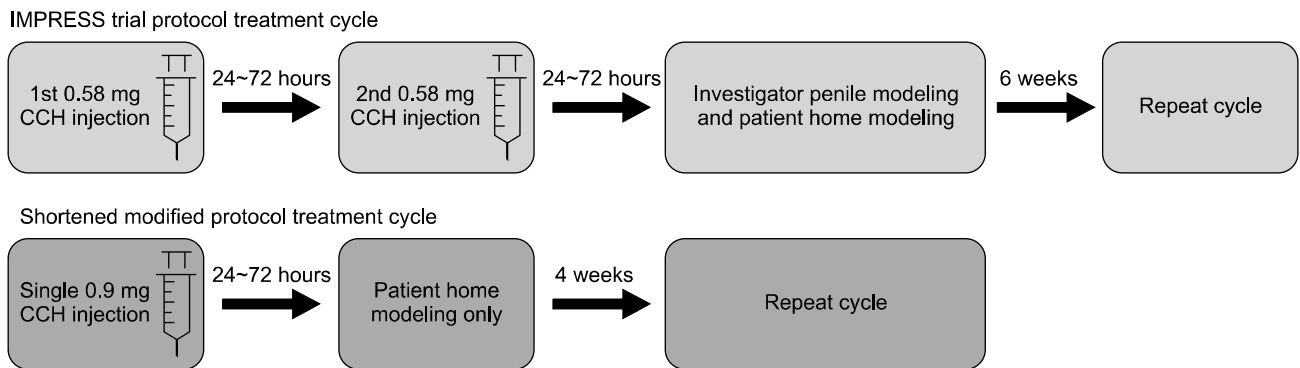 IMPRESS trial protocol treatment cycle
1st 0.58 mg
CCH injection
24~72 hours
2nd 0.58 mg
CCH injection
24~72 hours
Investigator penile modeling
and patient home modeling
6 weeks
Repeat cycle
Shortened modified protocol treatment cycle
Single 0.9 mg
CCH injection
24~72 hours
Patient home
modeling only
4 weeks
Repeat cycle